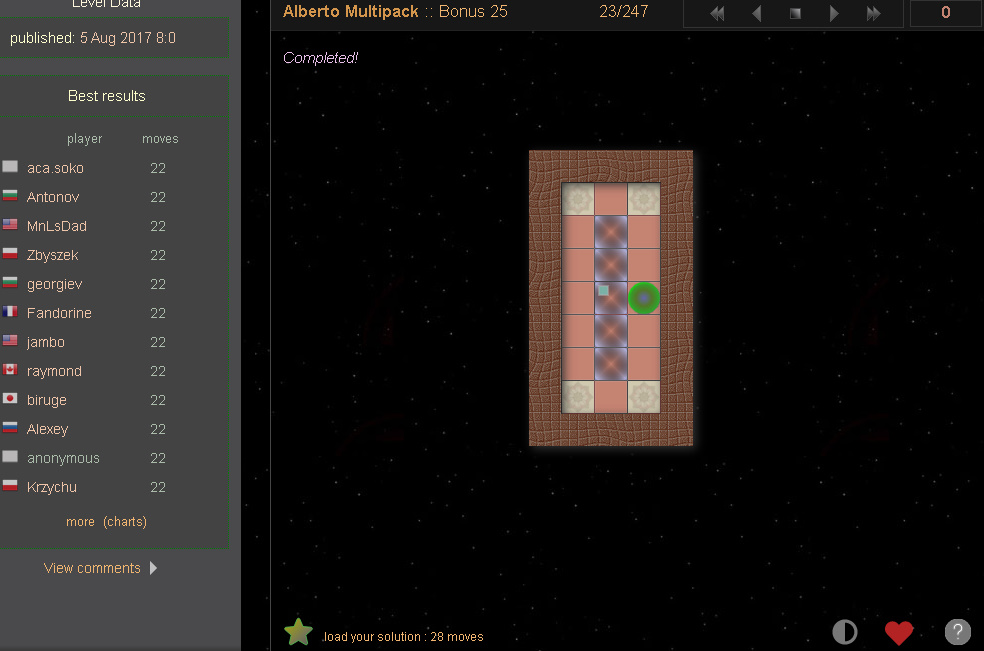 Level Data
published: 5 Aug 2017 8:0
Best results
player moves
aca.soko 22
Antonov 22
MnLsDad 22
Zbyszek 22
georgiev 22
Fandorine 22
jambo 22
raymond 22
biruge 22
Alexey 22
anonymous 22
Krzychu 22
more (charts)
View comments
Alberto Multipack :: Bonus 25 23/247 0
Completed!
load your solution : 28 moves
?